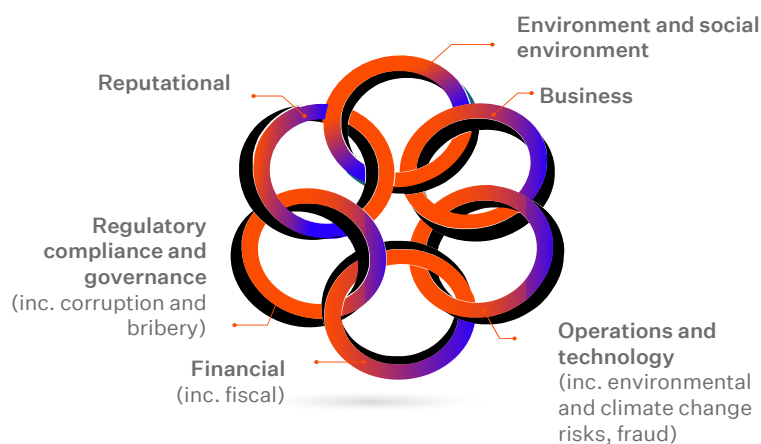 Environment and social
environment
Reputational
Business
Regulatory
compliance and
governance
(inc. corruption and
bribery)
Operations and
technology
(inc. environmental
and climate change
risks, fraud)
Financial
(inc. fiscal)